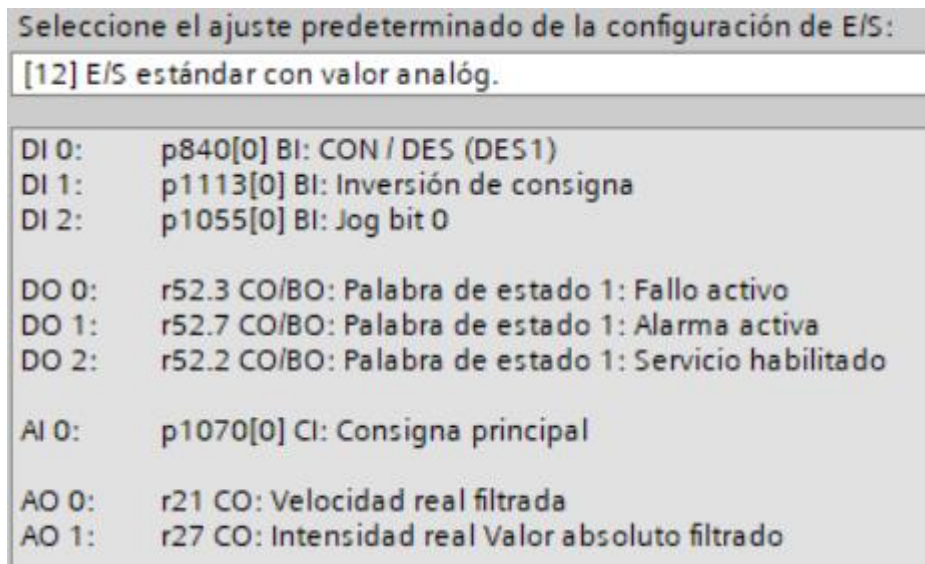 Seleccione el ajuste predeterminado de la configuración de E/S:
[12] E/S estándar con valor analóg.
DI 0: p840[0] BI: CON / DES (DES1)
DI 1: p1113[0] BI: Inversión de consigna
DI 2: p1055[0] BI: Jog bit 0
DO 0: r52.3 CO/BO: Palabra de estado 1: Fallo activo
DO 1: r52.7 CO/BO: Palabra de estado 1: Alarma activa
DO 2: r52.2 CO/BO: Palabra de estado 1: Servicio habilitado
AI 0: p1070[0] CI: Consigna principal
AO 0: r21 CO: Velocidad real filtrada
AO 1: r27 CO: Intensidad real Valor absoluto filtrado